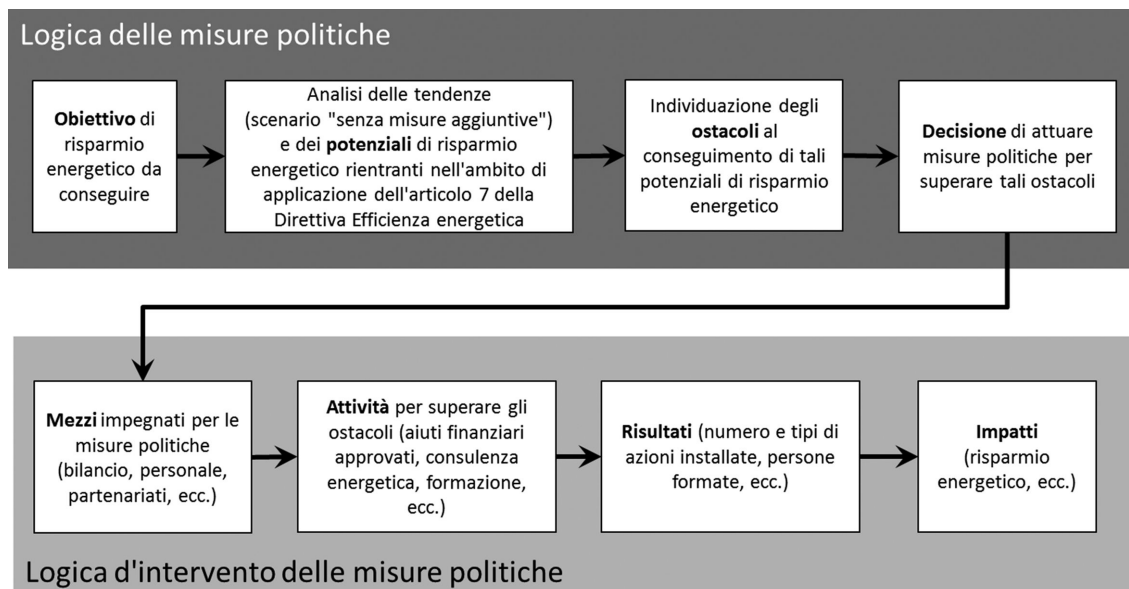 Logica delle misure politiche
Obiettivo di
risparmio
energetico da
conseguire
Analisi delle tendenze
(scenario "senza misure aggiuntive")
e dei potenziali di risparmio
energetico rientranti nell'ambito di
applicazione dell'articolo 7 della
Direttiva Efficienza energetica
Individuazione degli
ostacoli al
conseguimento di tali
potenziali di risparmio
energetico
Decisione di attuare
misure politiche per
superare tali ostacoli
Mezzi impegnati per le
misure politiche
(bilancio, personale,
partenariati, ecc.)
Attività per superare gli
ostacoli (aiuti finanziari
approvati, consulenza
energetica, formazione,
ecc.)
Risultati (numero e tipi di
azioni installate, persone
formate, ecc.)
Impatti
(risparmio
energetico, ecc.)
Logica d'intervento delle misure politiche